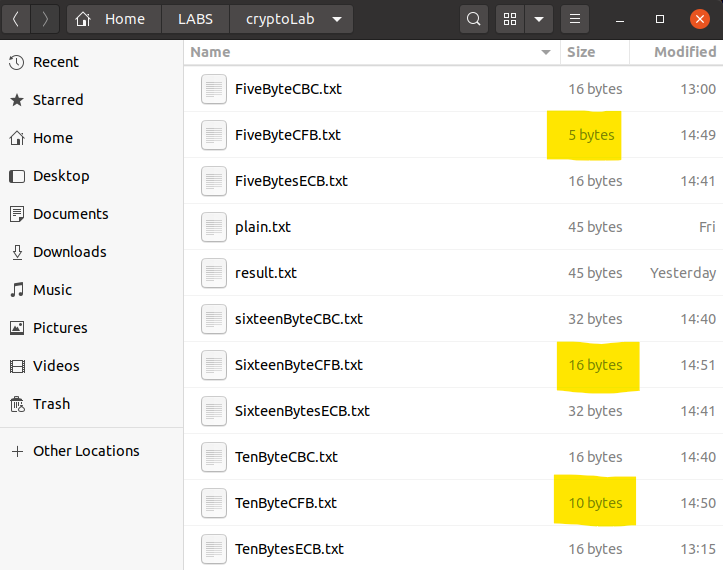 Home LABS cryptoLab
Name Size Modified
Recent
Starred
Home
Desktop
Documents
Downloads
Music
Pictures
Videos
Trash
Other Locations
FiveByteCBC.txt 16 bytes 13:00
FiveByteCFB.txt 5 bytes 14:49
FiveBytesECB.txt 16 bytes 14:41
plain.txt 45 bytes Fri
result.txt 45 bytes Yesterday
sixteenByteCBC.txt 32 bytes 14:40
SixteenByteCFB.txt 16 bytes 14:51
SixteenBytesECB.txt 32 bytes 14:41
TenByteCBC.txt 16 bytes 14:40
TenByteCFB.txt 10 bytes 14:50
TenBytesECB.txt 16 bytes 13:15